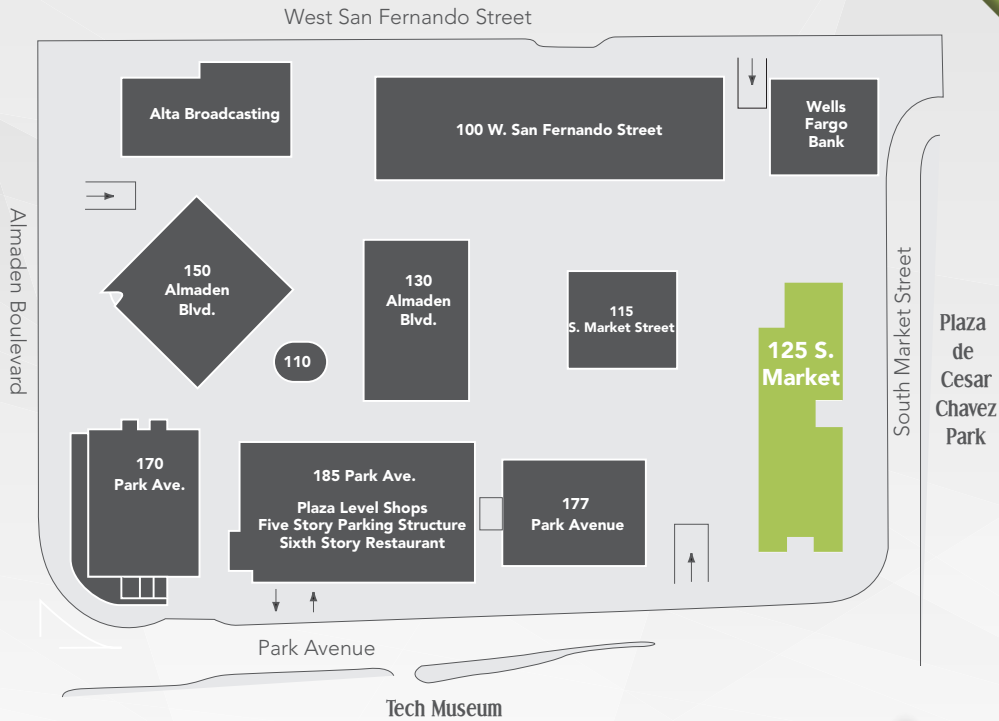 West San Fernando Street
Alta Broadcasting
100 W. San Fernando Street
Wells
Fargo
Bank
Almaden Boulevard
150
Almaden
Blvd.
130
Almaden
Blvd.
115
S. Market Street
125 S.
Market
South Market Street
Plaza
de
Cesar
Chavez
Park
110
170
Park Ave.
185 Park Ave.
Plaza Level Shops
Five Story Parking Structure
Sixth Story Restaurant
177
Park Avenue
Park Avenue
Tech Museum